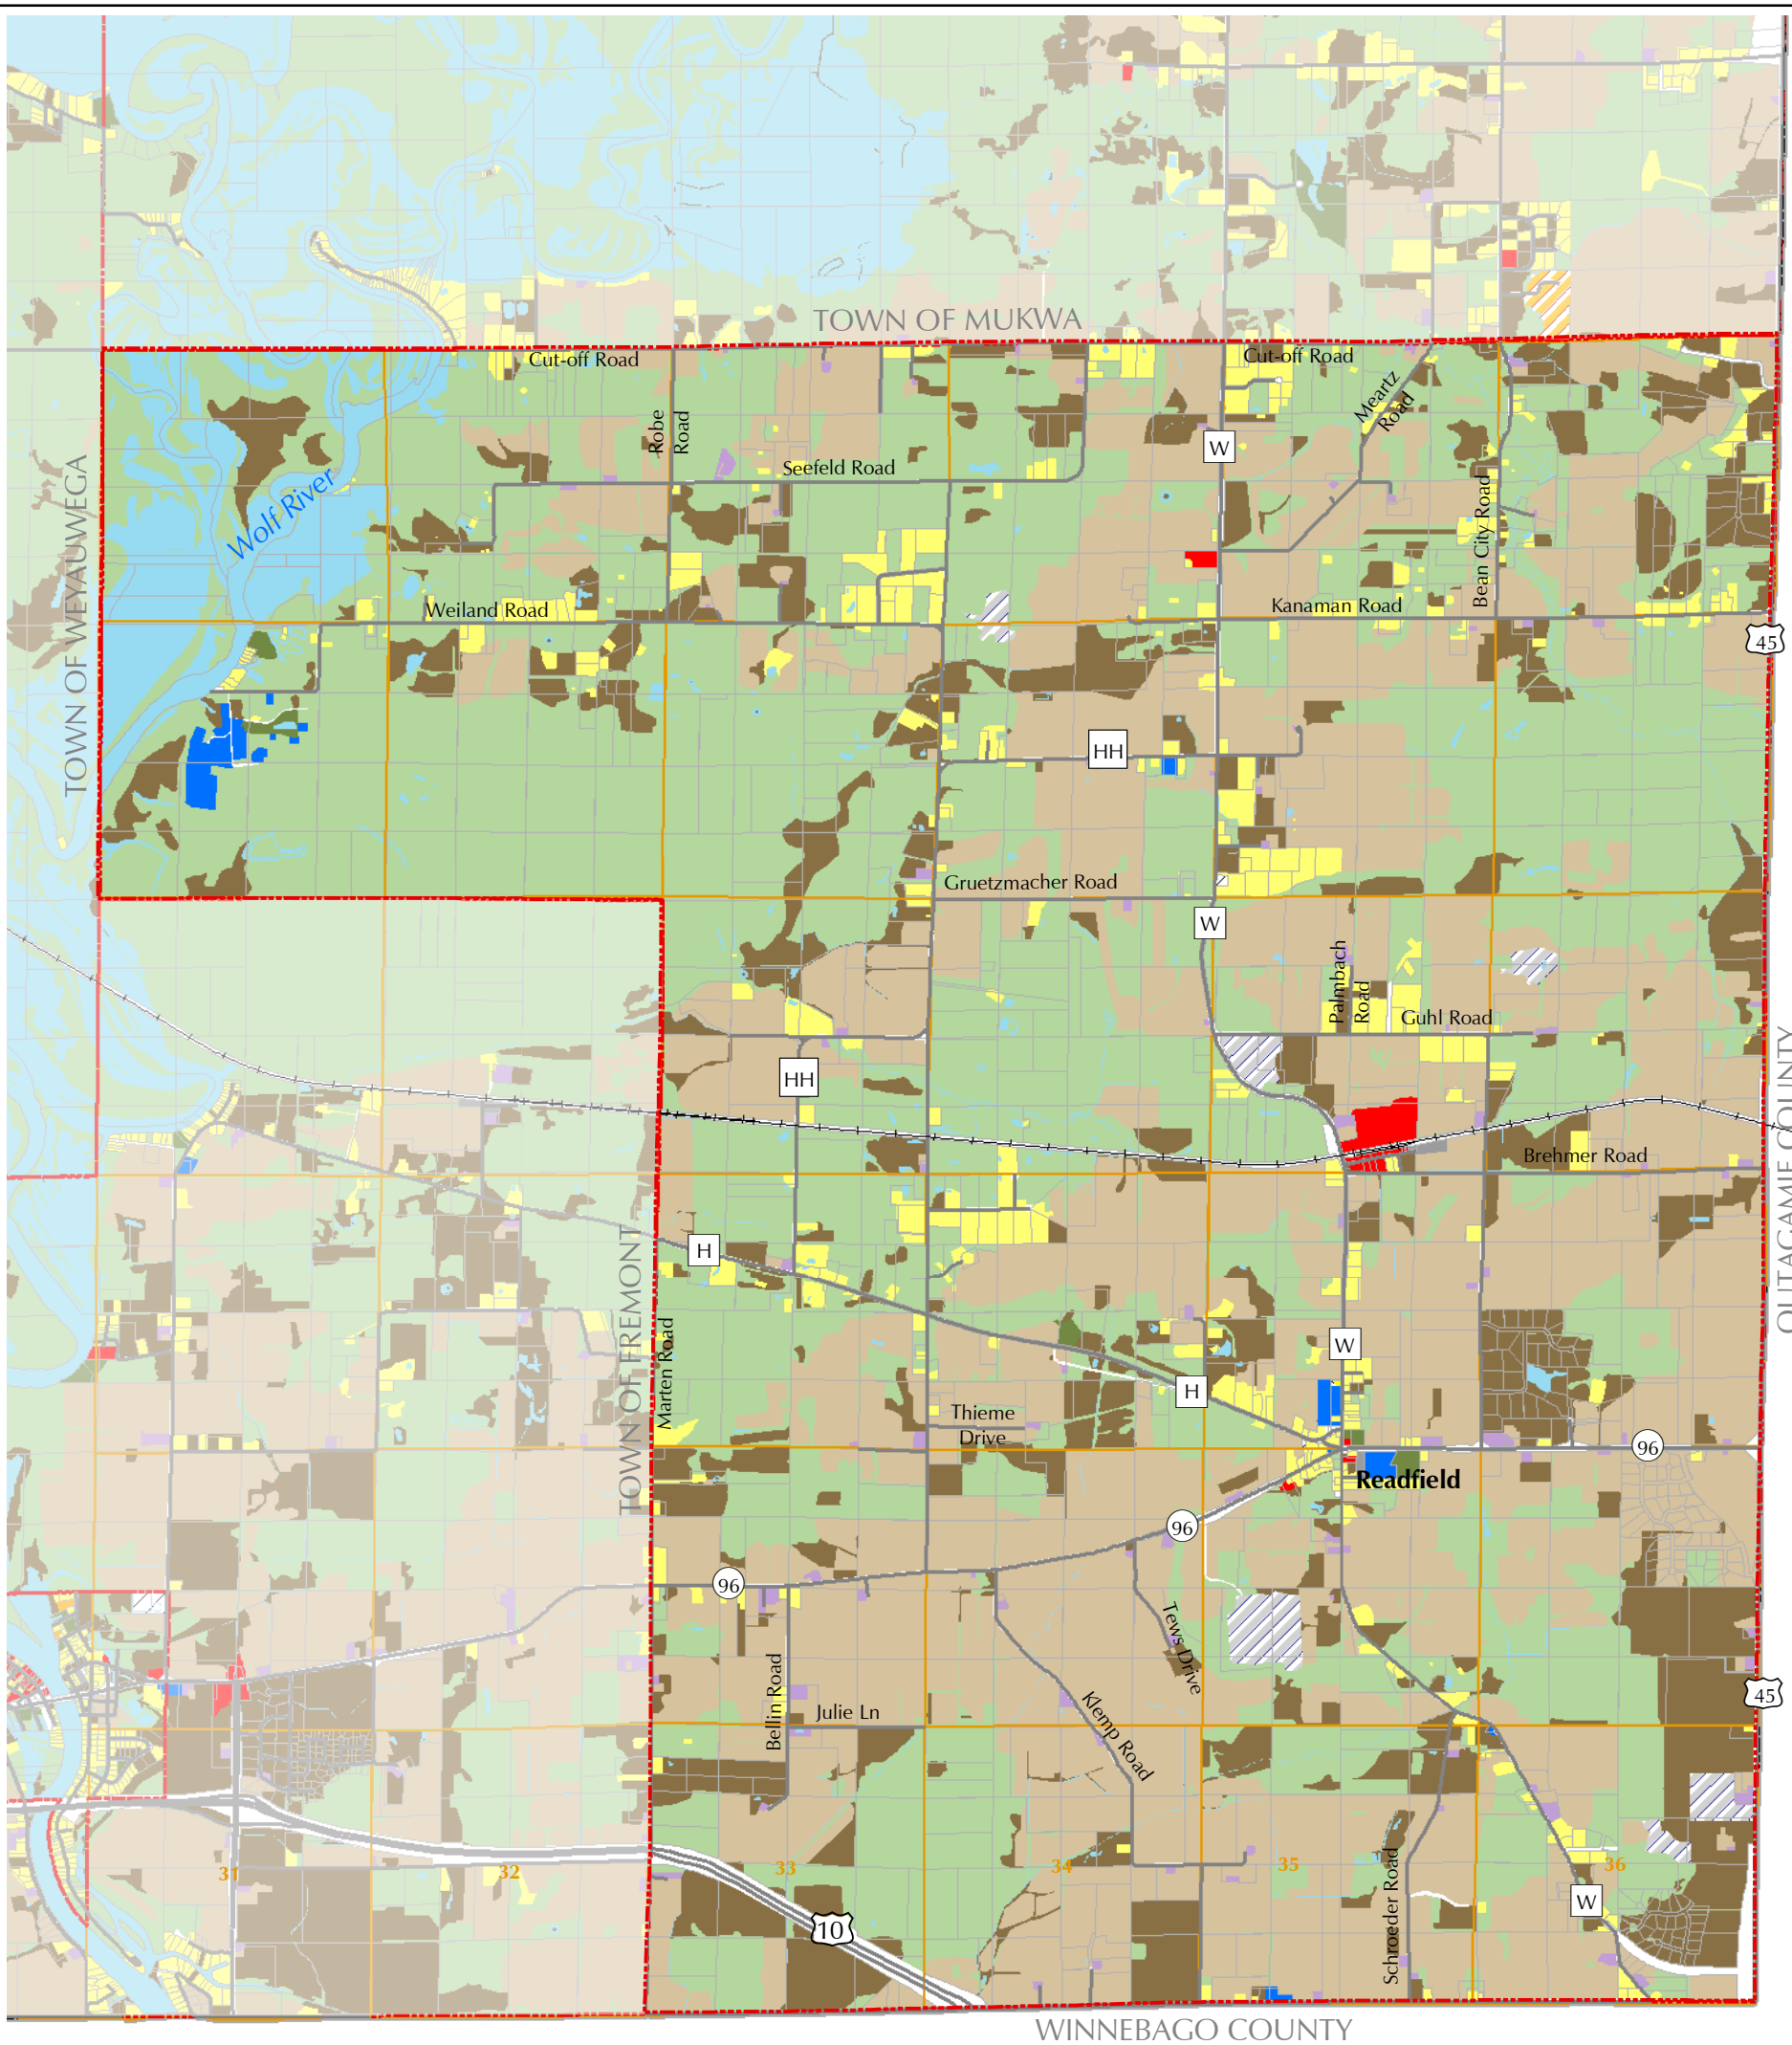 TOWN OF MUKWA
Cut-off Road
Cut-off Road
Meartz
Road
Robe
Road
W
Seefeld Road
TOWN OF WEYAUWEGA
Wolf River
Bean City Road
Weiland Road
Kanaman Road
45
HH
Gruetzmacher Road
W
Palmbach
Road
Guhl Road
HH
OUTAGAMIE COUNTY
Brehmer Road
H
TOWN OF FREMONT
Marten Road
W
H
Thieme
Drive
96
Readfield
96
96
Tews Drive
Bellin Road
Julie Ln
Klemp Road
45
31
32
33
34
35
36
Schroeder Road
W
10
WINNEBAGO COUNTY